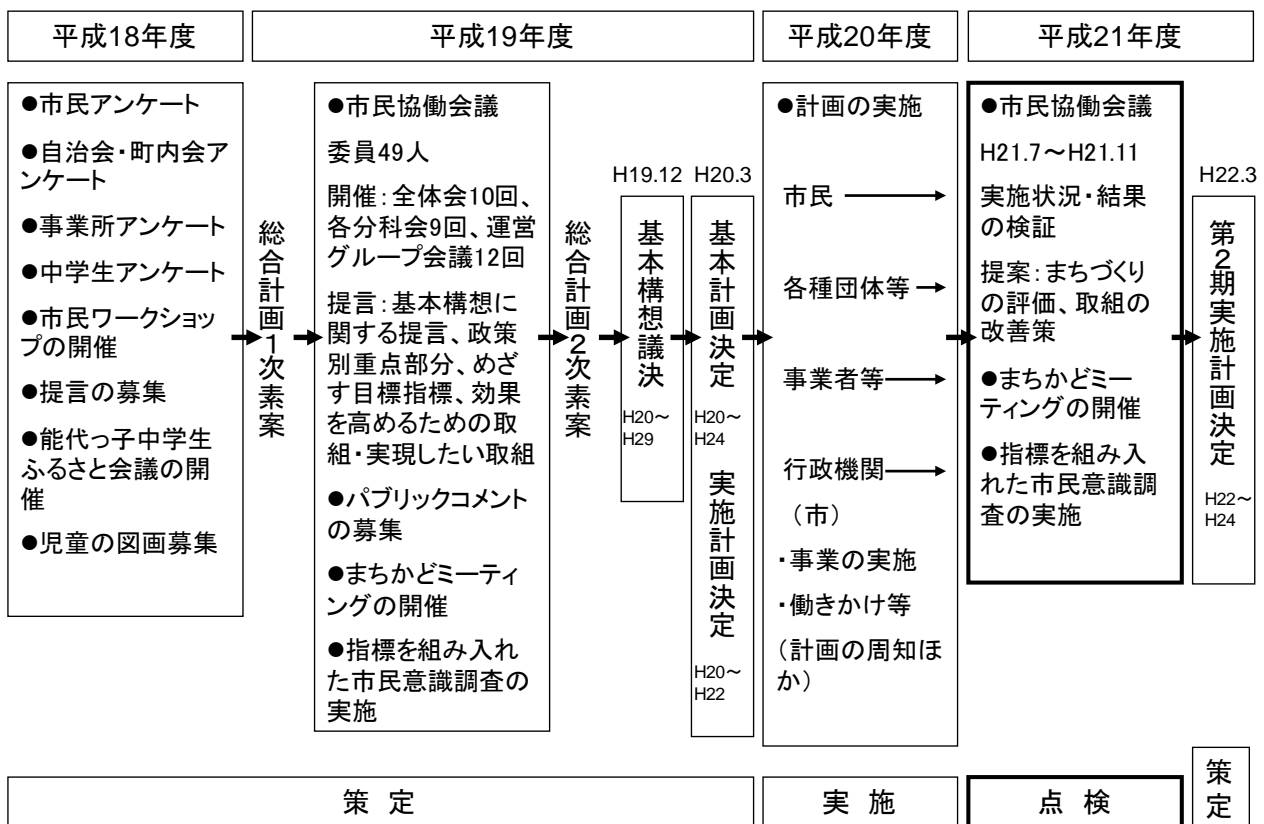 平成18年度
平成19年度
平成20年度
平成21年度
●市民アンケート
●自治会・町内会ア
ンケート
●事業所アンケート
●中学生アンケート
●市民ワークショッ
プの開催
●提言の募集
●能代っ子中学生
ふるさと会議の開
催
●児童の図画募集
総合計画1次素案
●市民協働会議
委員49人
開催：全体会10回、
各分科会9回、運営
グループ会議12回
提言：基本構想に
関する提言、政策
別重点部分、めざ
す目標指標、効果
を高めるための取
組・実現したい取組
●パブリックコメント
の募集
●まちかどミーティ
ングの開催
●指標を組み入れ
た市民意識調査の
実施
総合計画2次素案
H19.12
基本構想議決
H20～
H29
H20.3
基本計画決定
H20～
H24
実施計画決定
H20～
H22
●計画の実施
市民
各種団体等
事業者等
行政機関
（市）
・事業の実施
・働きかけ等
（計画の周知ほ
か）
●市民協働会議
H21.7～H21.11
実施状況・結果
の検証
提案：まちづくり
の評価、取組の
改善策
●まちかどミー
ティングの開催
●指標を組み入
れた市民意識調
査の実施
H22.3
第2期実施計画決定
H22～
H24
策 定
実 施
点 検
策定